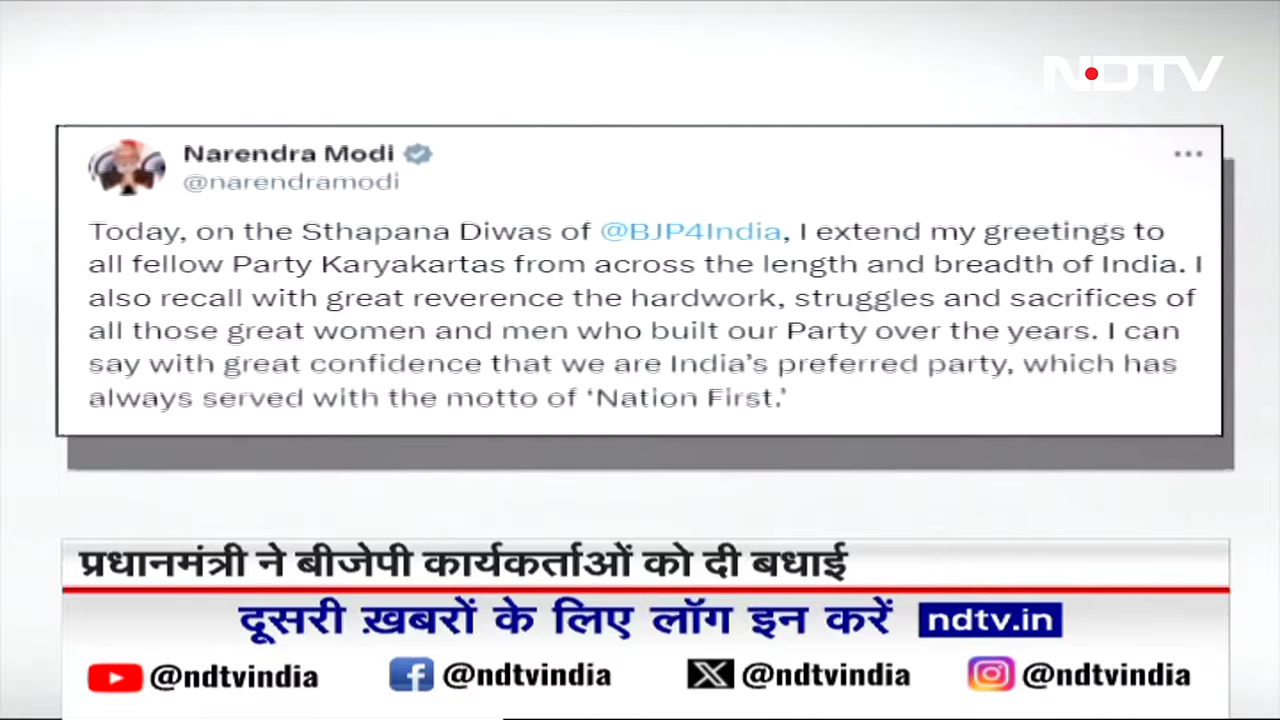 NDTV
Narendra Modi
@narendramodi
Today, on the Sthapana Diwas of @BJP4India, I extend my greetings to
all fellow Party Karyakartas from across the length and breadth of India. I
also recall with great reverence the hardwork, struggles and sacrifices of
all those great women and men who built our Party over the years. I can
say with great confidence that we are India's preferred party, which has
always served with the motto of ‘Nation First.’
प्रधानमंत्री ने बीजेपी कार्यकर्ताओं को दी बधाई
दूसरी ख़बरों के लिए लॉग इन करें ndtv.in
@ndtvindia @ndtvindia @ndtvindia @ndtvindia